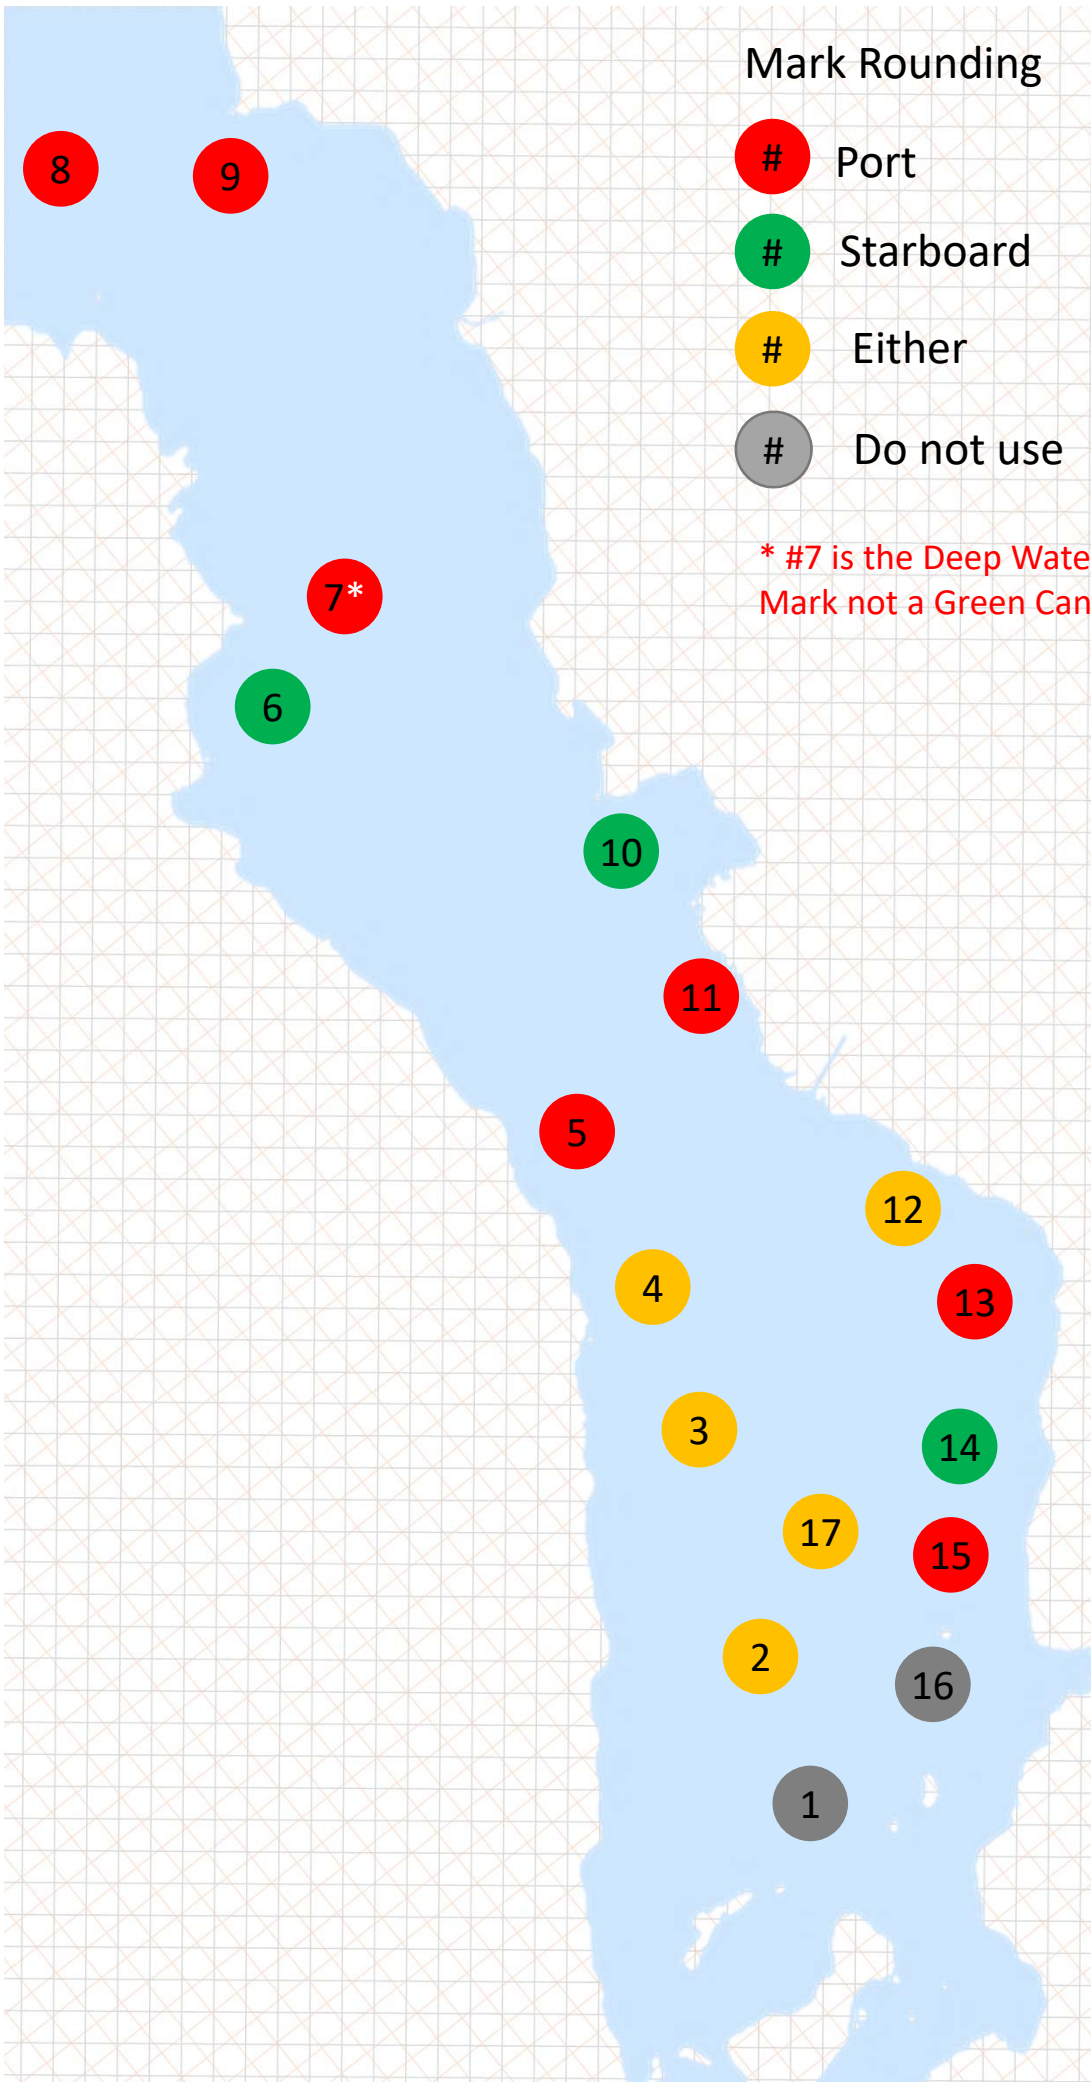 Mark Rounding
# Port
# Starboard
# Either
# Do not use
* #7 is the Deep Wate
Mark not a Green Can
8
9
7*
6
10
11
5
12
4
13
3
14
17
15
2
16
1